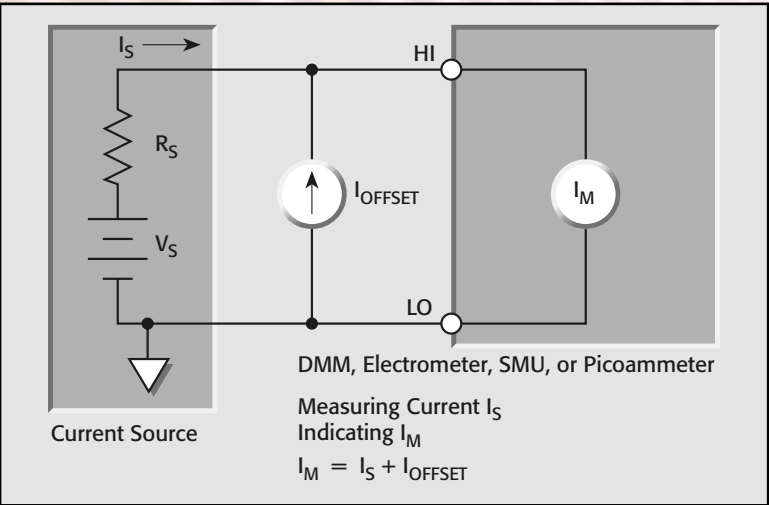 I_S
HI
R_S
I_OFFSET
I_M
V_S
LO
DMM, Electrometer, SMU, or Picoammeter
Current Source
Measuring Current I_S
Indicating I_M
I_M = I_S + I_OFFSET